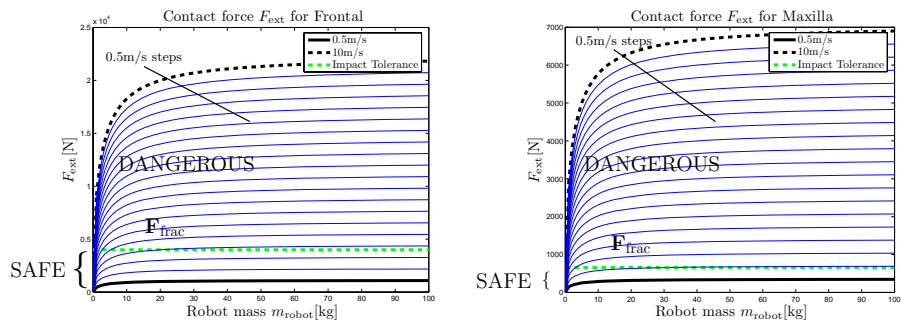 Contact force F_ext for Frontal
x 10^4
2.5
2
1.5
1
0.5
0
F_ext [N]
0.5m/s steps
0.5m/s
10m/s
Impact Tolerance
DANGEROUS
F_frac
SAFE {
0 10 20 30 40 50 60 70 80 90 100
Robot mass m_robot[kg]
Contact force F_ext for Maxilla
7000
6000
5000
4000
3000
2000
1000
0
F_ext [N]
0.5m/s steps
0.5m/s
10m/s
Impact Tolerance
DANGEROUS
F_frac
SAFE {
0 10 20 30 40 50 60 70 80 90 100
Robot mass m_robot[kg]